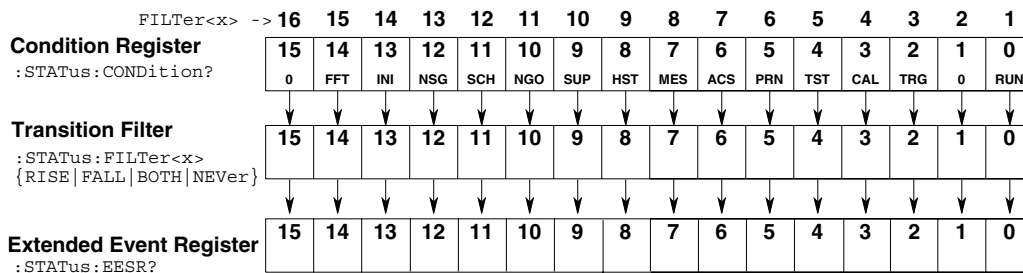 FILTer<x> -> 16 15 14 13 12 11 10 9 8 7 6 5 4 3 2 1
Condition Register
:STATus:CONDition?
15 14 13 12 11 10 9 8 7 6 5 4 3 2 1 0
0 FFT INI NSG SCH NGO SUP HST MES ACS PRN TST CAL TRG 0 RUN
Transition Filter
:STATus:FILTer<x>
{RISE|FALL|BOTH|NEVer}
15 14 13 12 11 10 9 8 7 6 5 4 3 2 1 0
Extended Event Register
:STATus:EESR?
15 14 13 12 11 10 9 8 7 6 5 4 3 2 1 0